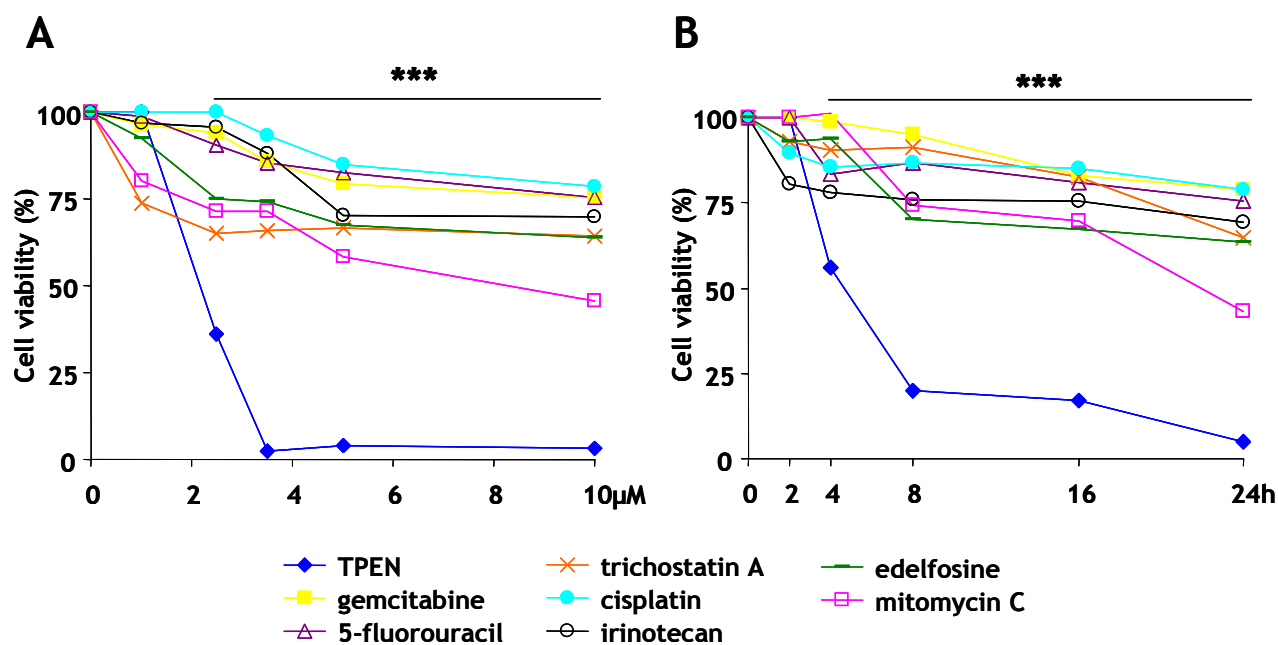 A
B
***
***
100
75
50
25
0
Cell viability (%)
0 2 4 6 8 10µM
100
75
50
25
0
Cell viability (%)
0 2 4 8 16 24h
TPEN
trichostatin A
edelfosine
gemcitabine
cisplatin
mitomycin C
5-fluorouracil
irinotecan